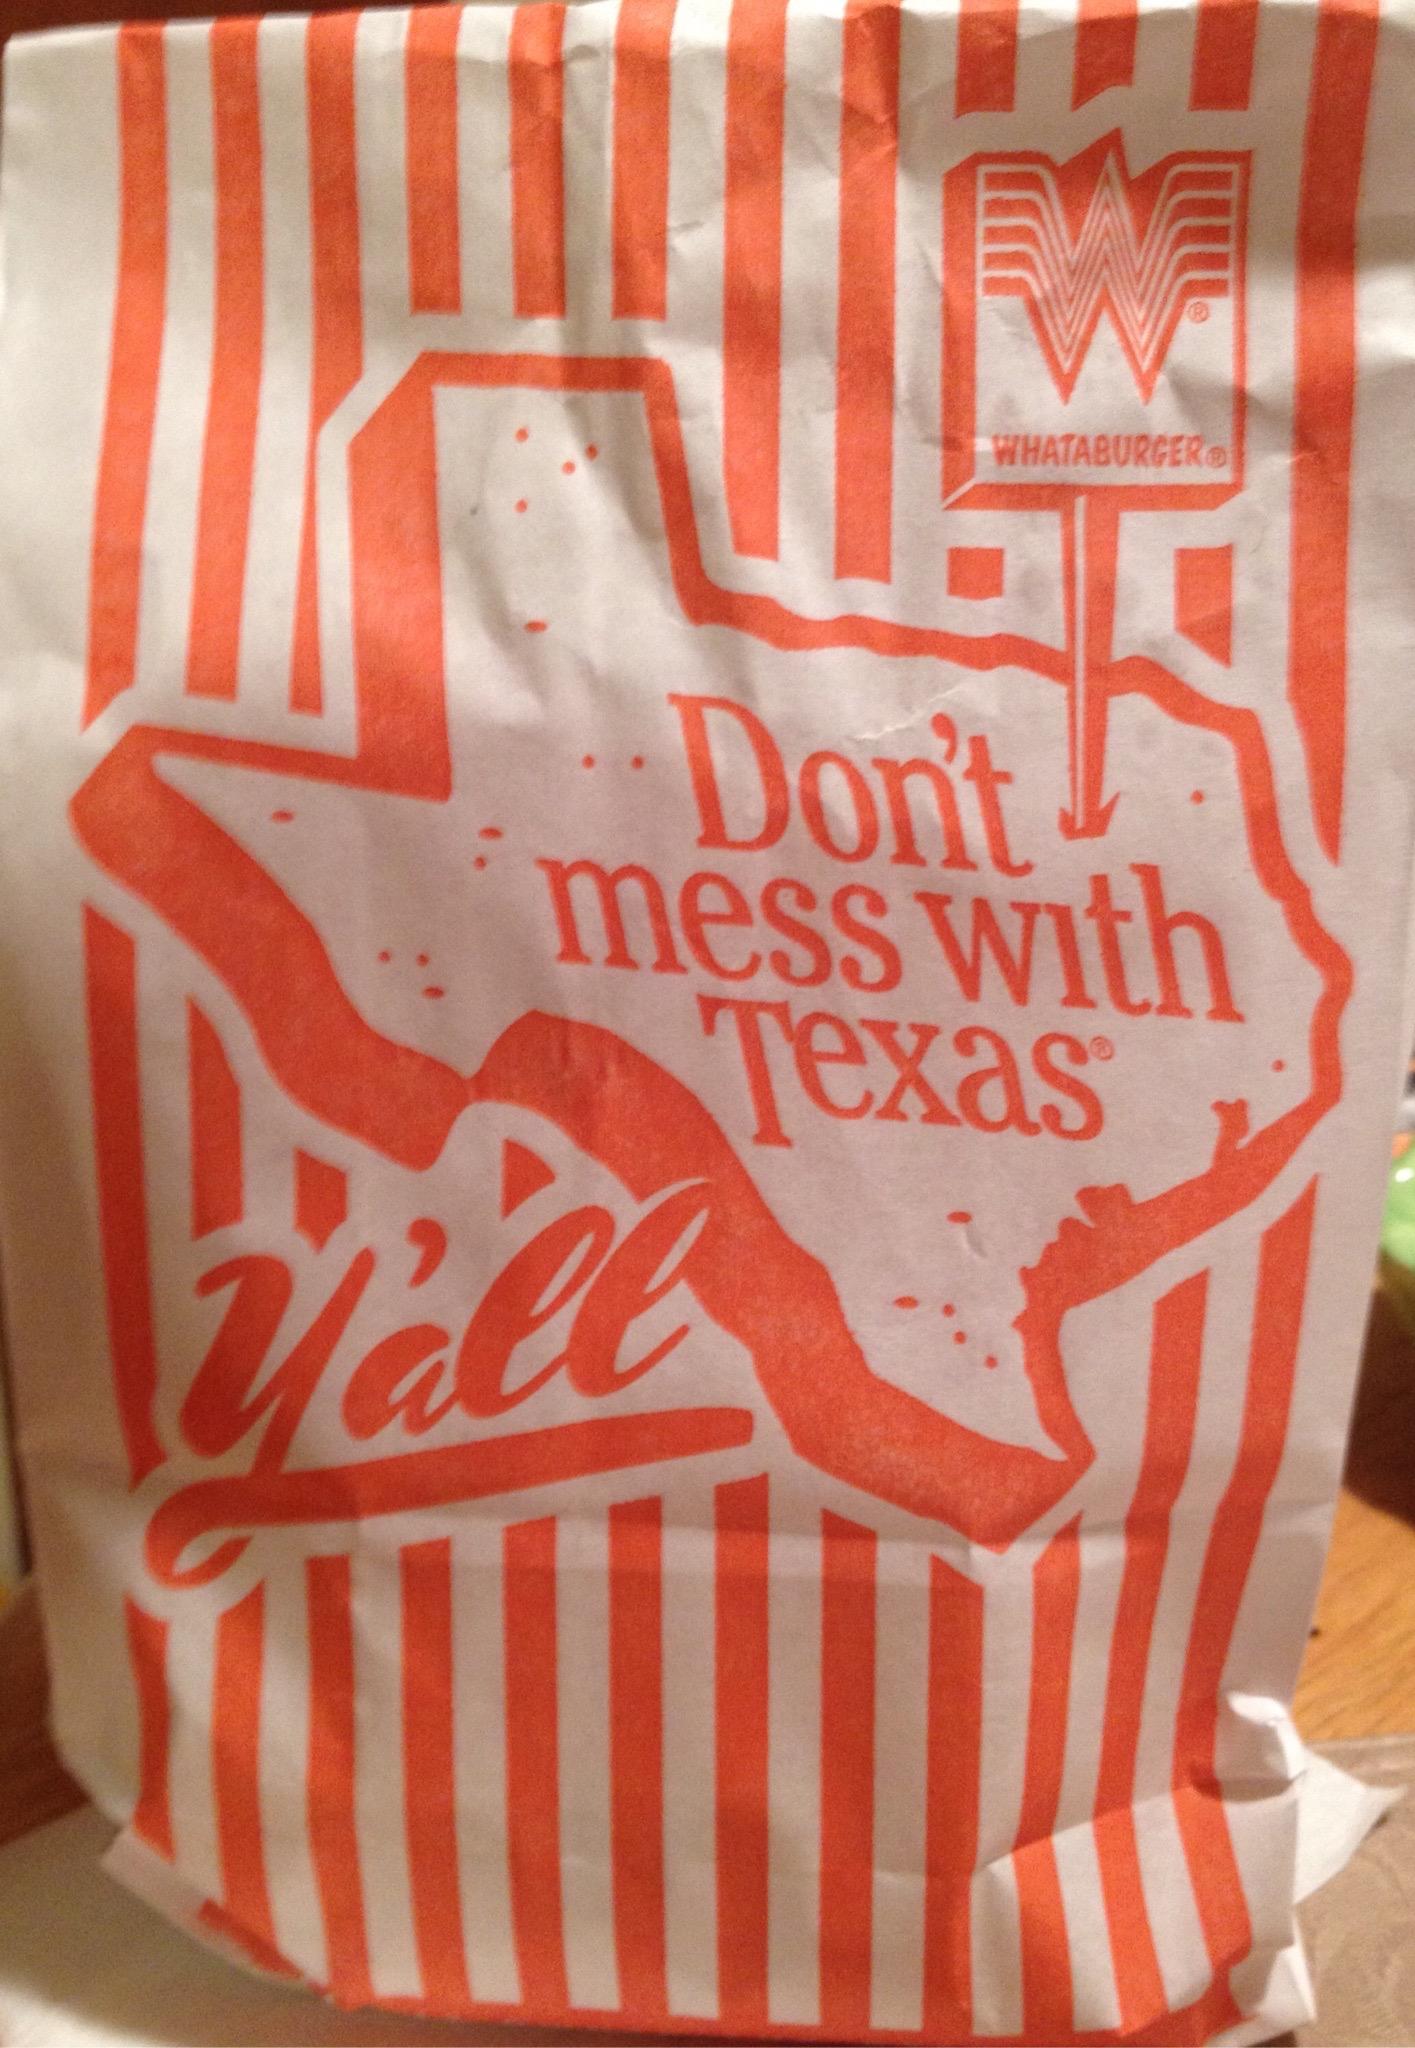 W®
WHATABURGER®
Don't
mess with
Texas®
Y'all